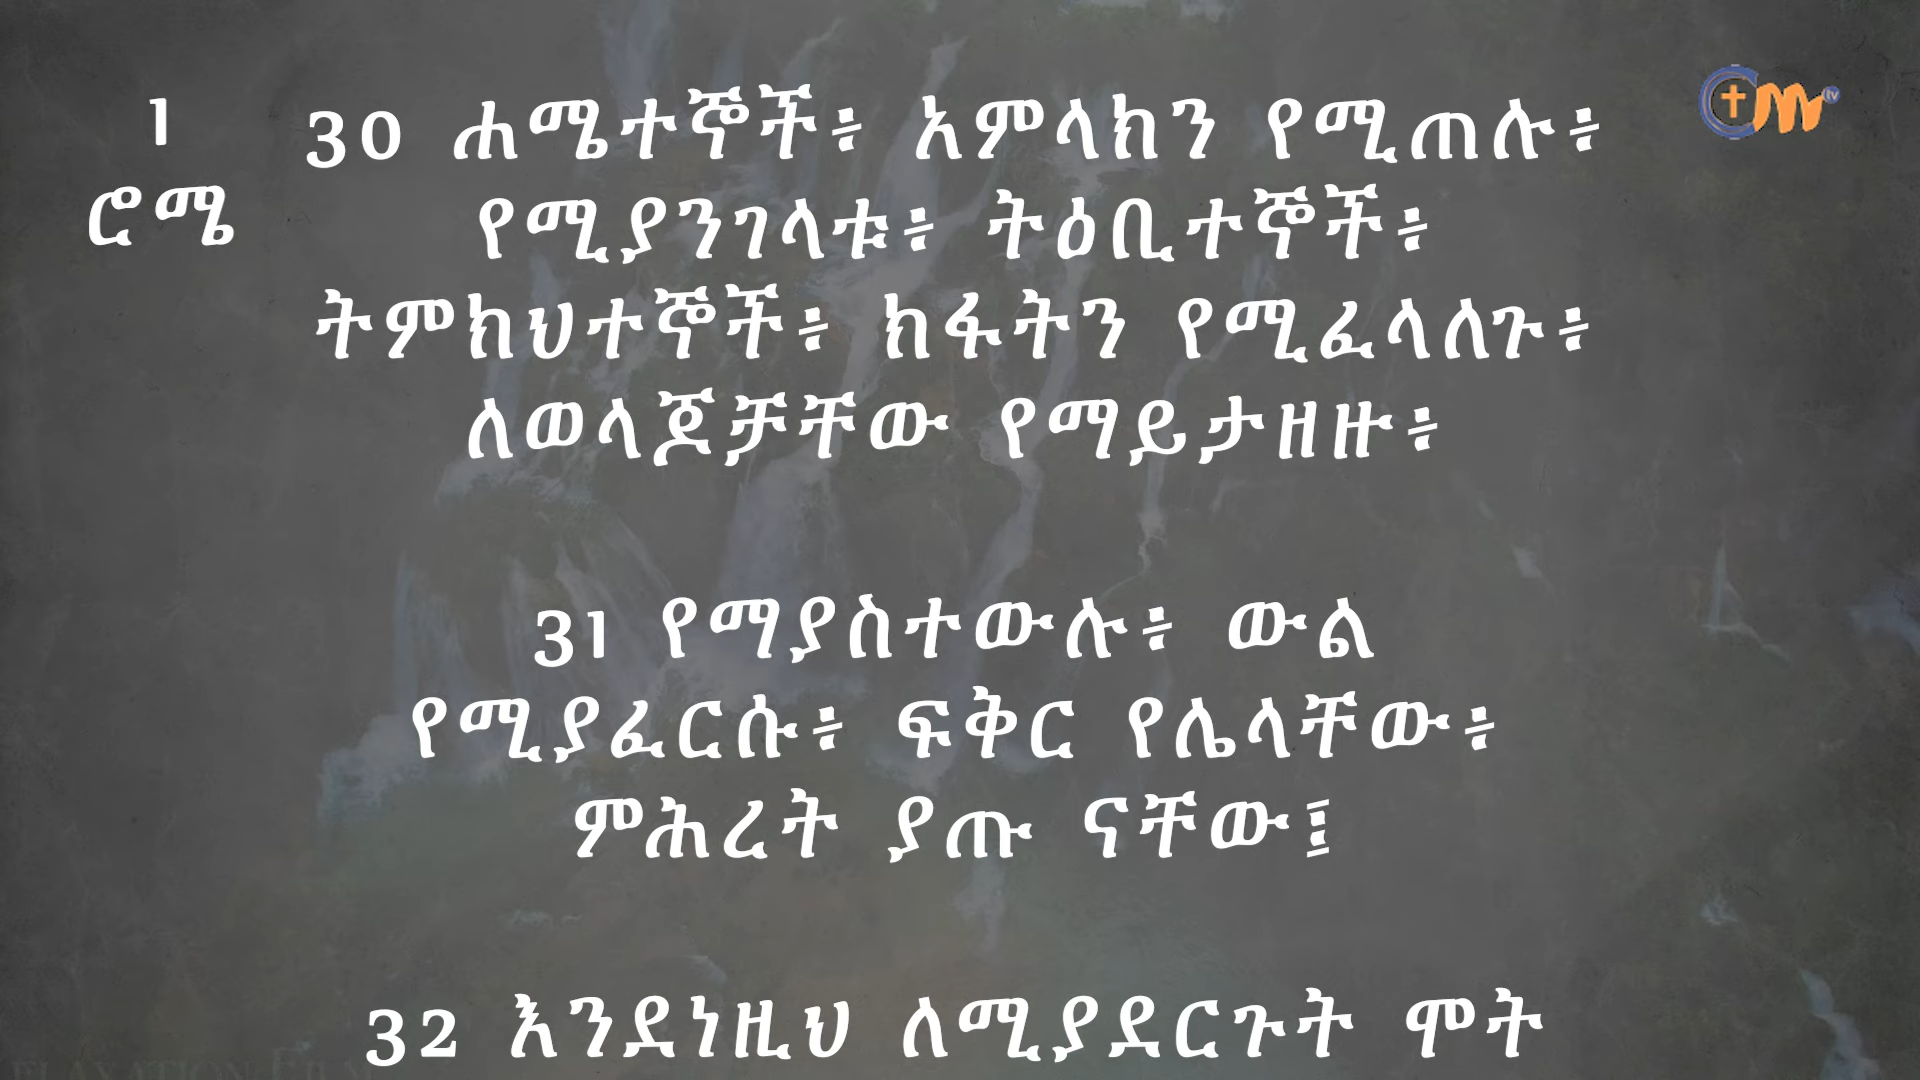 1
ሮሜ
30 ሐሜተኞች፥ አምላክን የሚጠሉ፥
የሚያንገላቱ፥ ትዕቢተኞች፥
ትምክህተኞች፥ ክፋትን የሚፈላለጉ፥
ለወላጆቻቸው የማይታዘዙ፥
31 የማያስተውሉ፥ ውል
የሚያፈርሱ፥ ፍቅር የሌላቸው፥
ምሕረት ያጡ ናቸው፤
32 እንደነዚህ ለሚያደርጉት ሞት
tv